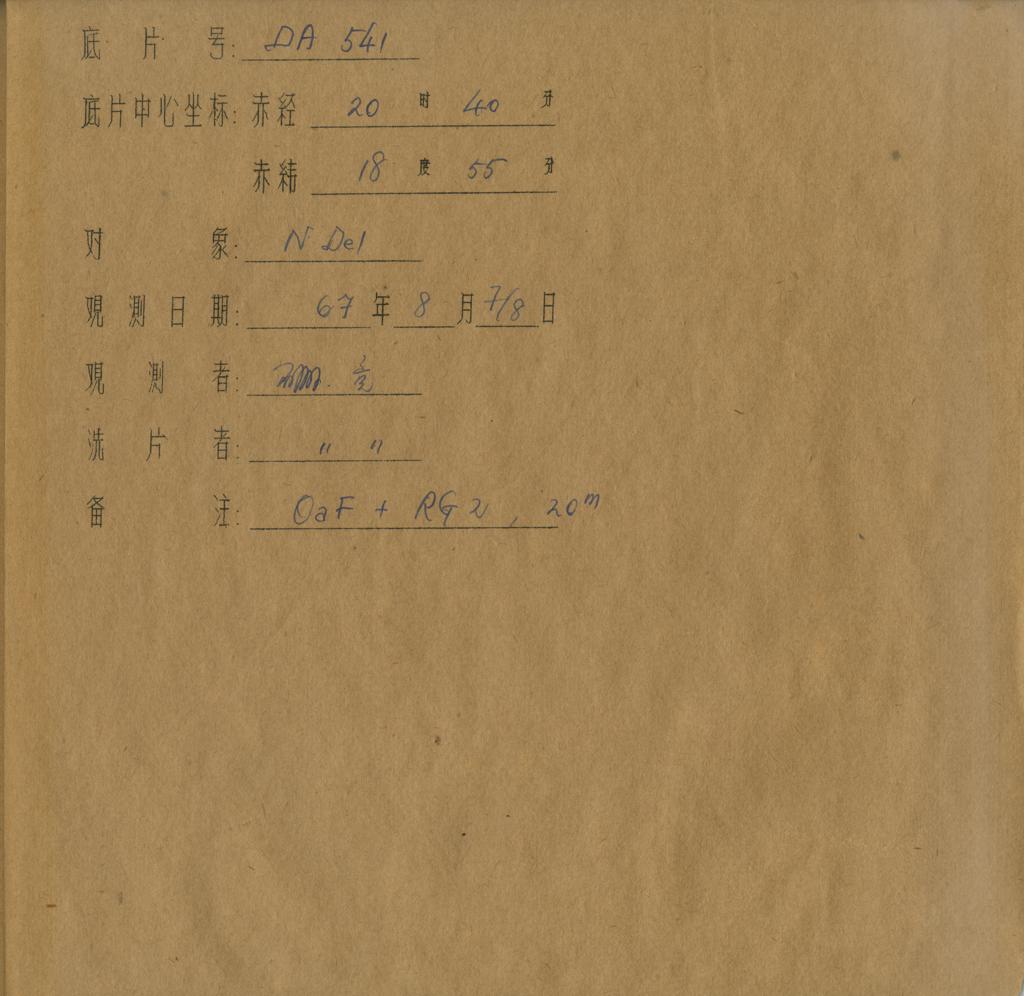 底片号: DA 541
底片中心坐标: 赤经 20 时 40 分
赤纬 18 度 55 分
对象: N Del
观测日期: 67 年 8 月 7/8 日
观测者:
洗片者: " "
备注: OaF + RG2, 20m